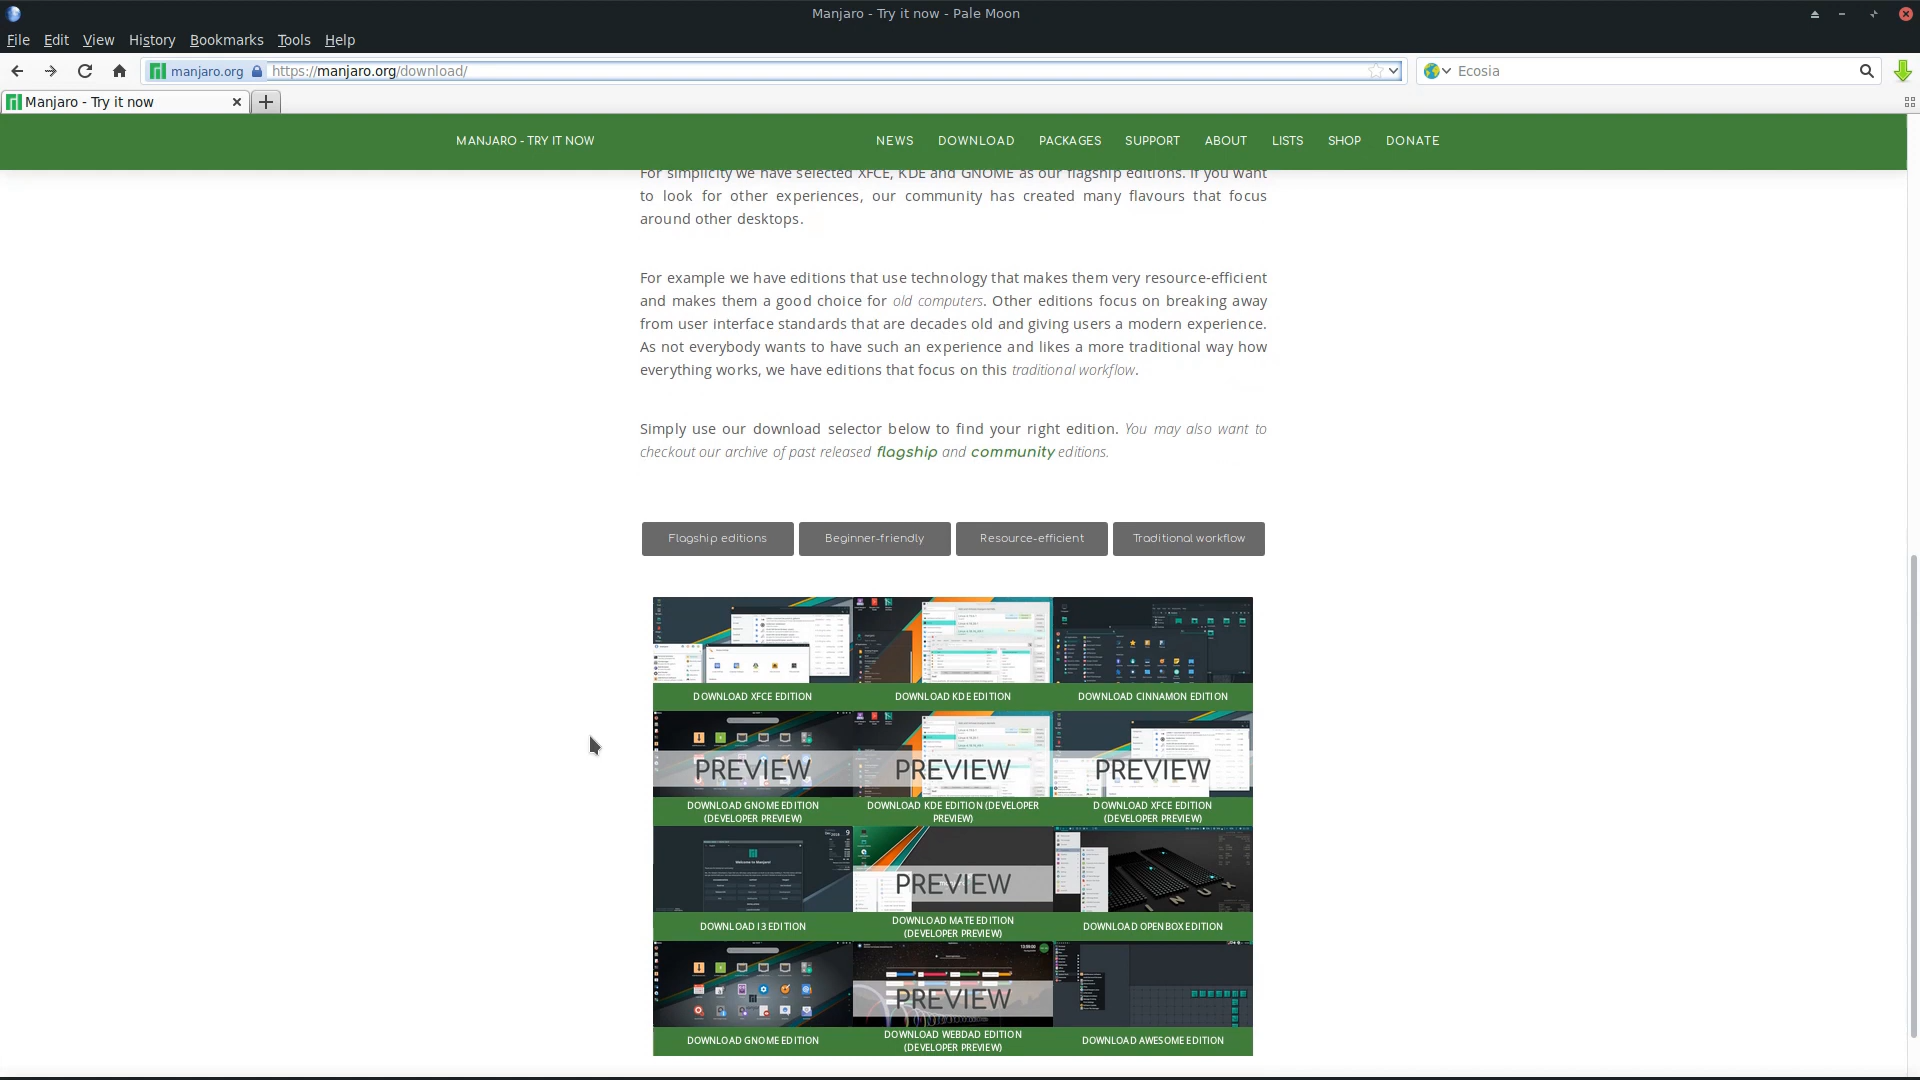 Manjaro - Try it now - Pale Moon
File Edit View History Bookmarks Tools Help
manjaro.org https://manjaro.org/download/ Ecosia
Manjaro - Try it now
MANJARO - TRY IT NOW NEWS DOWNLOAD PACKAGES SUPPORT ABOUT LISTS SHOP DONATE
For simplicity we have selected XFCE, KDE and GNOME as our flagship editions. If you want
to look for other experiences, our community has created many flavours that focus
around other desktops.
For example we have editions that use technology that makes them very resource-efficient
and makes them a good choice for old computers. Other editions focus on breaking away
from user interface standards that are decades old and giving users a modern experience.
As not everybody wants to have such an experience and likes a more traditional way how
everything works, we have editions that focus on this traditional workflow.
Simply use our download selector below to find your right edition. You may also want to
checkout our archive of past released flagship and community editions.
Flagship editions Beginner-friendly Resource-efficient Traditional workflow
DOWNLOAD XFCE EDITION DOWNLOAD KDE EDITION DOWNLOAD CINNAMON EDITION
PREVIEW PREVIEW PREVIEW
DOWNLOAD GNOME EDITION DOWNLOAD KDE EDITION (DEVELOPER DOWNLOAD XFCE EDITION
(DEVELOPER PREVIEW) PREVIEW) (DEVELOPER PREVIEW)
Welcome to Manjaro!
PREVIEW
DOWNLOAD I3 EDITION DOWNLOAD MATE EDITION DOWNLOAD OPENBOX EDITION
(DEVELOPER PREVIEW)
PREVIEW
DOWNLOAD GNOME EDITION DOWNLOAD WEBDAD EDITION DOWNLOAD AWESOME EDITION
(DEVELOPER PREVIEW)